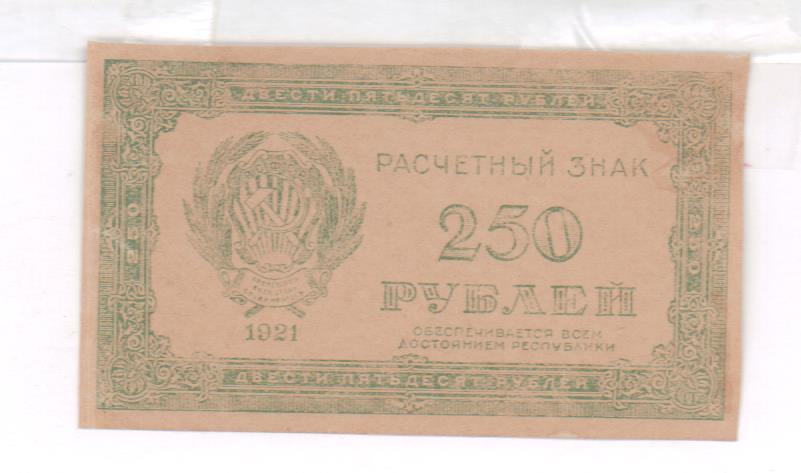 ДВЕСТИ ПЯТЬДЕСЯТ РУБЛЕЙ
РАСЧЕТНЫЙ ЗНАК
250
250
250
РУБЛЕЙ
1921
ОБЕСПЕЧИВАЕТСЯ ВСЕМ
ДОСТОЯНИЕМ РЕСПУБЛИКИ
ДВЕСТИ ПЯТЬДЕСЯТ РУБЛЕЙ